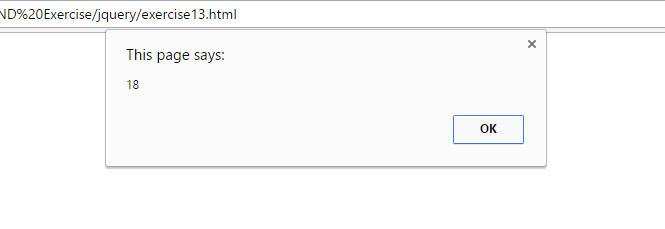 ND%20Exercise/jquery/exercise13.html
This page says:
18
OK